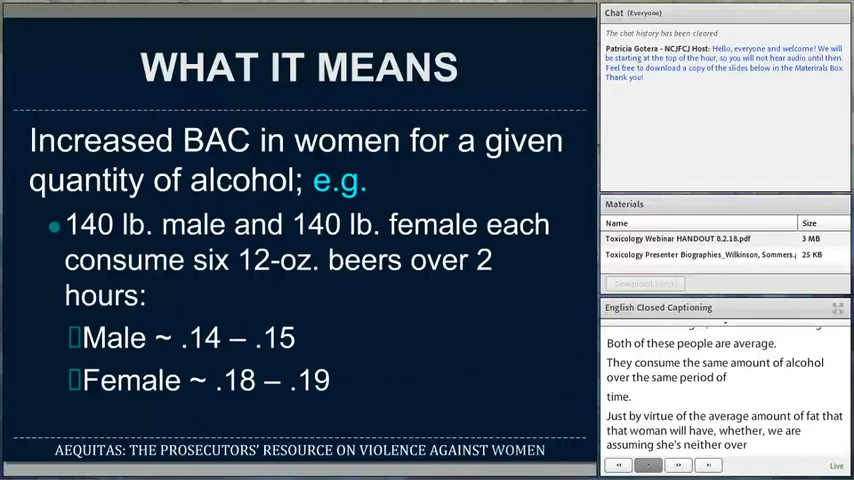 WHAT IT MEANS
Increased BAC in women for a given
quantity of alcohol; e.g.
140 lb. male and 140 lb. female each
consume six 12-oz. beers over 2
hours:
Male ~ .14 – .15
Female ~ .18 – .19
AEQUITAS: THE PROSECUTORS' RESOURCE ON VIOLENCE AGAINST WOMEN
Chat (Everyone)
The chat history has been cleared
Patricia Gotera - NCJFCJ Host: Hello, everyone and welcome! We will
be starting at the top of the hour, so you will not hear audio until then.
Feel free to download a copy of the slides below in the Materirals Box.
Thank you!
Materials
Name Size
Toxicology Webinar HANDOUT 8.2.18.pdf 3 MB
Toxicology Presenter Biographies_Wilkinson, Sommers.p 25 KB
Download File(s)
English Closed Captioning
Both of these people are average.
They consume the same amount of alcohol
over the same period of
time.
Just by virtue of the average amount of fat that
that woman will have, whether, we are
assuming she's neither over
Live